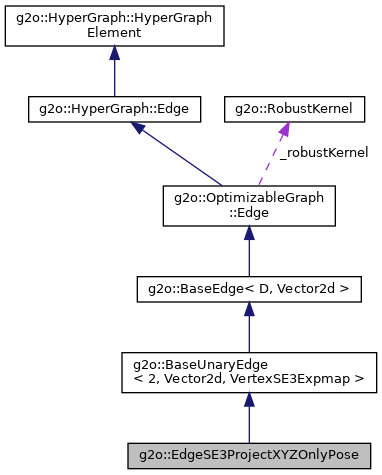 g2o::HyperGraph::HyperGraph
Element
g2o::HyperGraph::Edge
g2o::RobustKernel
_robustKernel
g2o::OptimizableGraph
::Edge
g2o::BaseEdge< D, Vector2d >
g2o::BaseUnaryEdge
< 2, Vector2d, VertexSE3Expmap >
g2o::EdgeSE3ProjectXYZOnlyPose